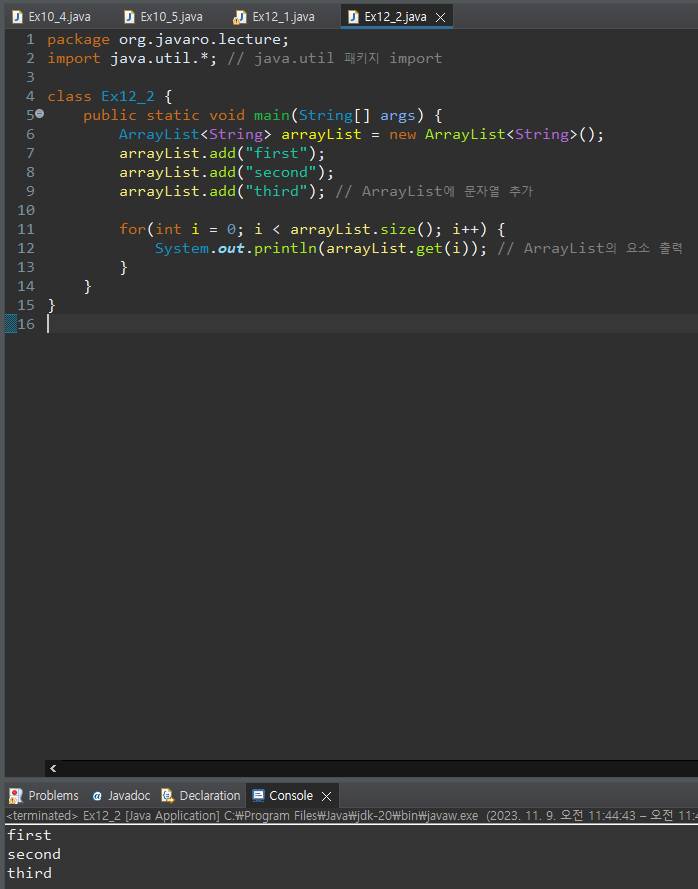 Ex10_4.java Ex10_5.java Ex12_1.java Ex12_2.java
1 package org.javaro.lecture;
2 import java.util.*; // java.util 패키지 import
3
4 class Ex12_2 {
5     public static void main(String[] args) {
6         ArrayList<String> arrayList = new ArrayList<String>();
7         arrayList.add("first");
8         arrayList.add("second");
9         arrayList.add("third"); // ArrayList에 문자열 추가
10
11         for(int i = 0; i < arrayList.size(); i++) {
12             System.out.println(arrayList.get(i)); // ArrayList의 요소 출력
13         }
14     }
15 }
16
Problems Javadoc Declaration Console
<terminated> Ex12_2 [Java Application] C:₩Program Files₩Java₩jdk-20₩bin₩javaw.exe (2023. 11. 9. 오전 11:44:43 – 오전 11:4
first
second
third